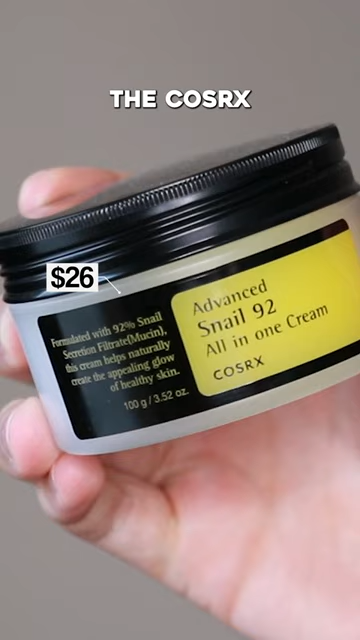 THE COSRX
$26
Formulated with 92% Snail
Secretion Filtrate(Mucin),
this cream helps naturally
create the appealing glow
of healthy skin.
100 g / 3.52 oz.
Advanced
Snail 92
All in one Cream
COSRX